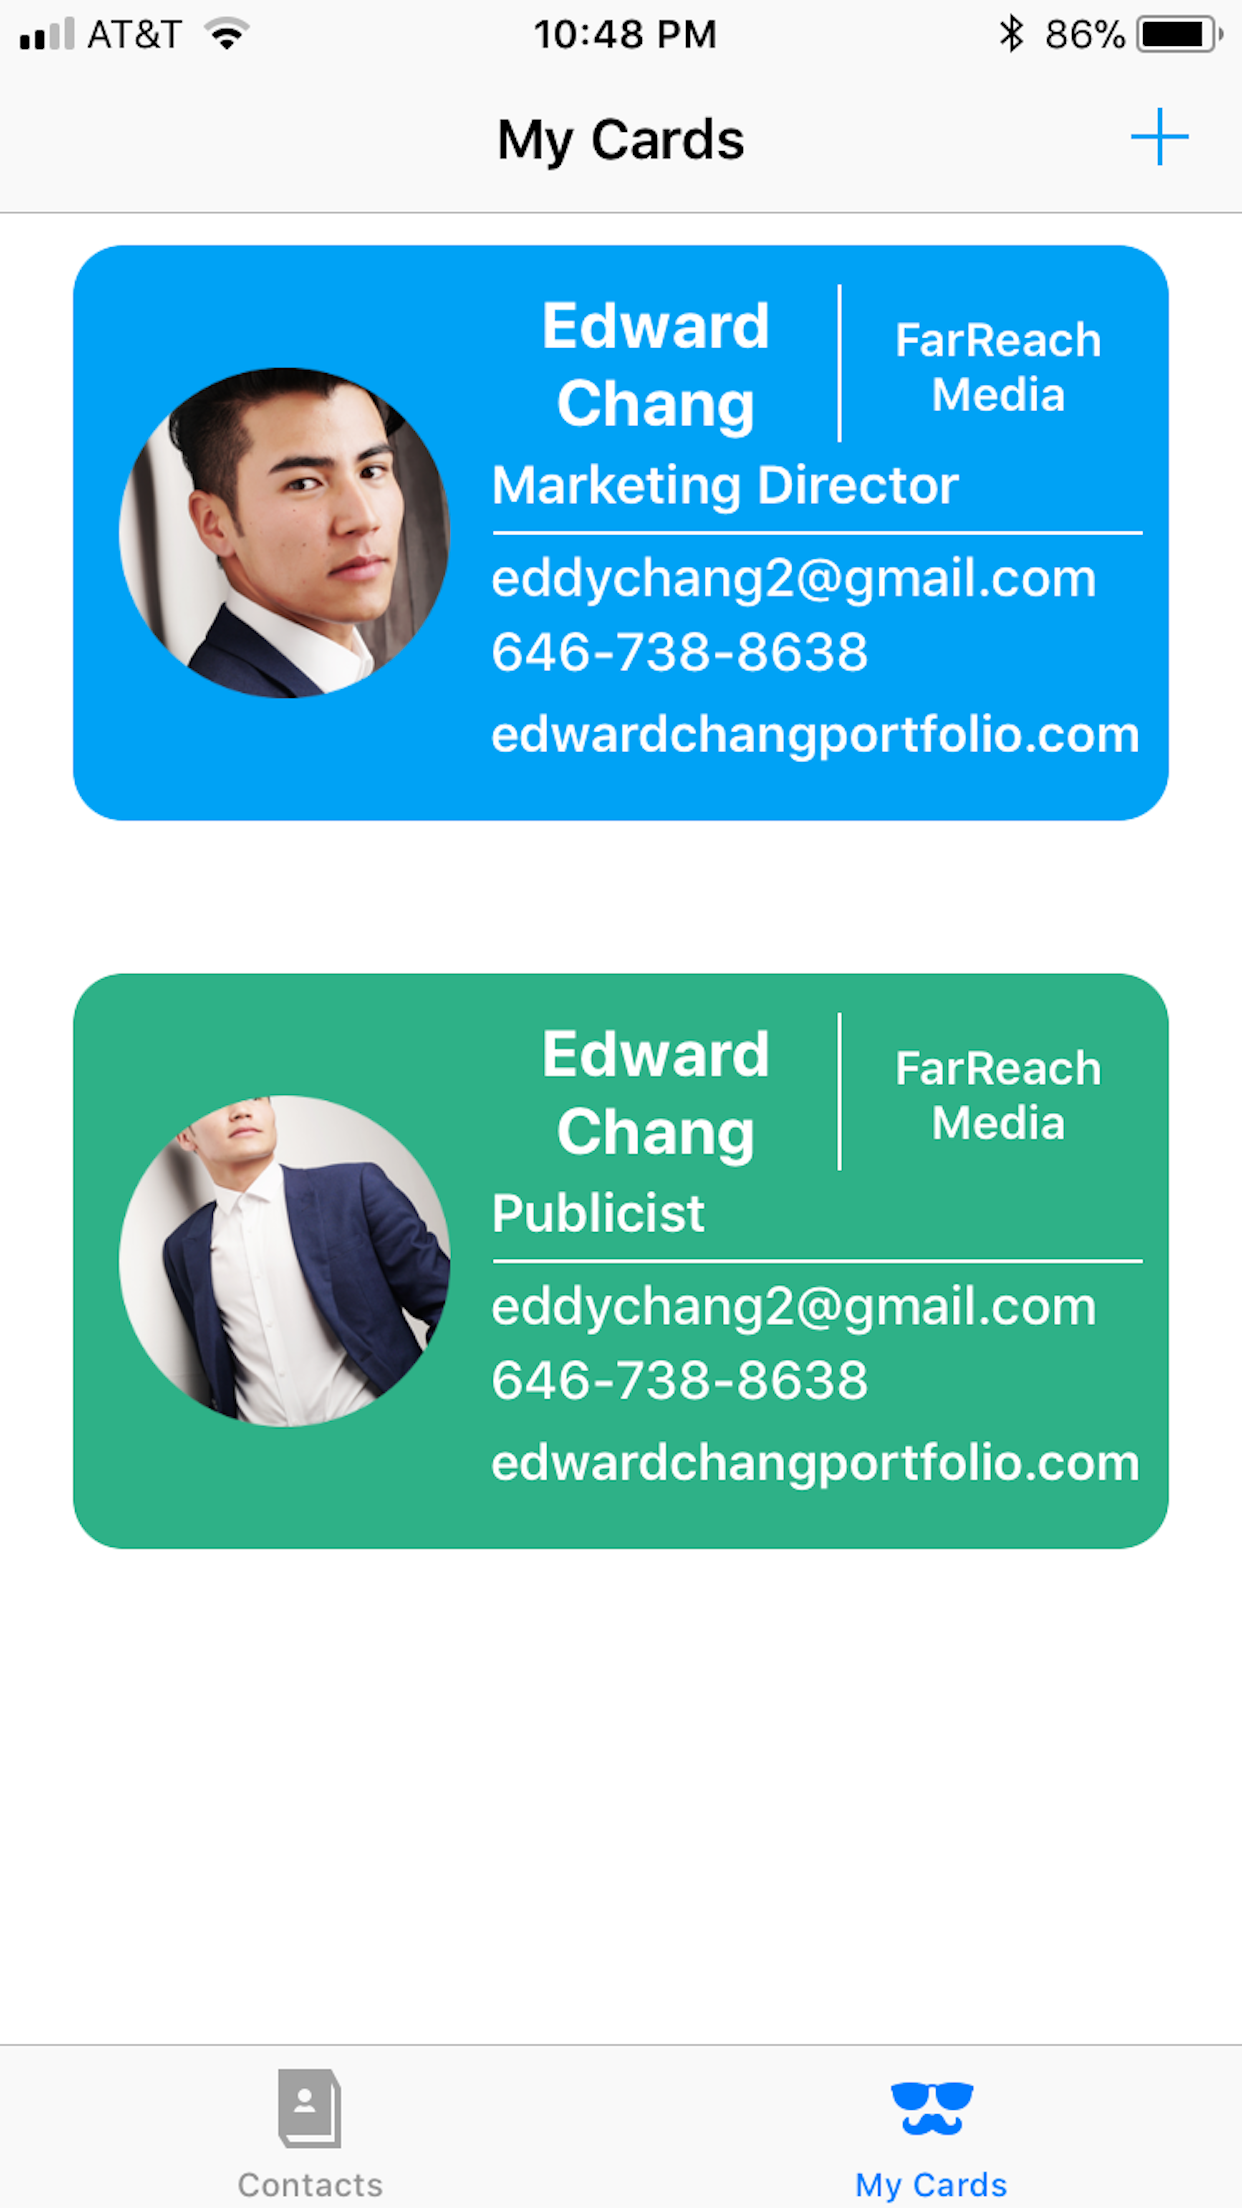 AT&T 10:48 PM 86%
My Cards
Edward
Chang
FarReach
Media
Marketing Director
eddychang2@gmail.com
646-738-8638
edwardchangportfolio.com
Edward
Chang
FarReach
Media
Publicist
eddychang2@gmail.com
646-738-8638
edwardchangportfolio.com
Contacts My Cards